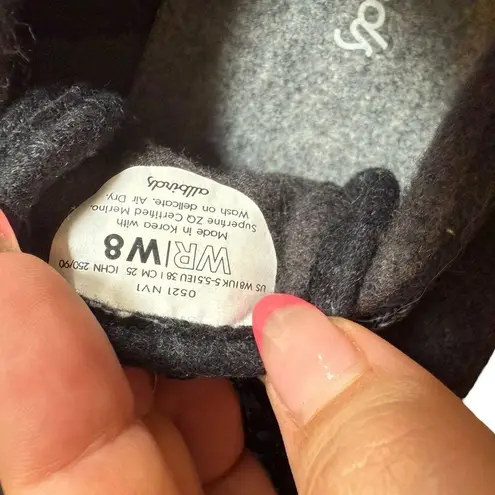 0521 NV1
US W8 | UK 5-5.5 | EU 38 | CM 25 | CHN 250/90
WR|W8
Made in Korea with
Superfine ZQ Certified Merino.
Wash on delicate. Air Dry.
allbirds